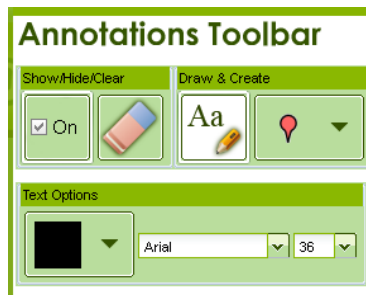 Annotations Toolbar
Show/Hide/Clear Draw & Create
On Aa
Text Options
Arial 36